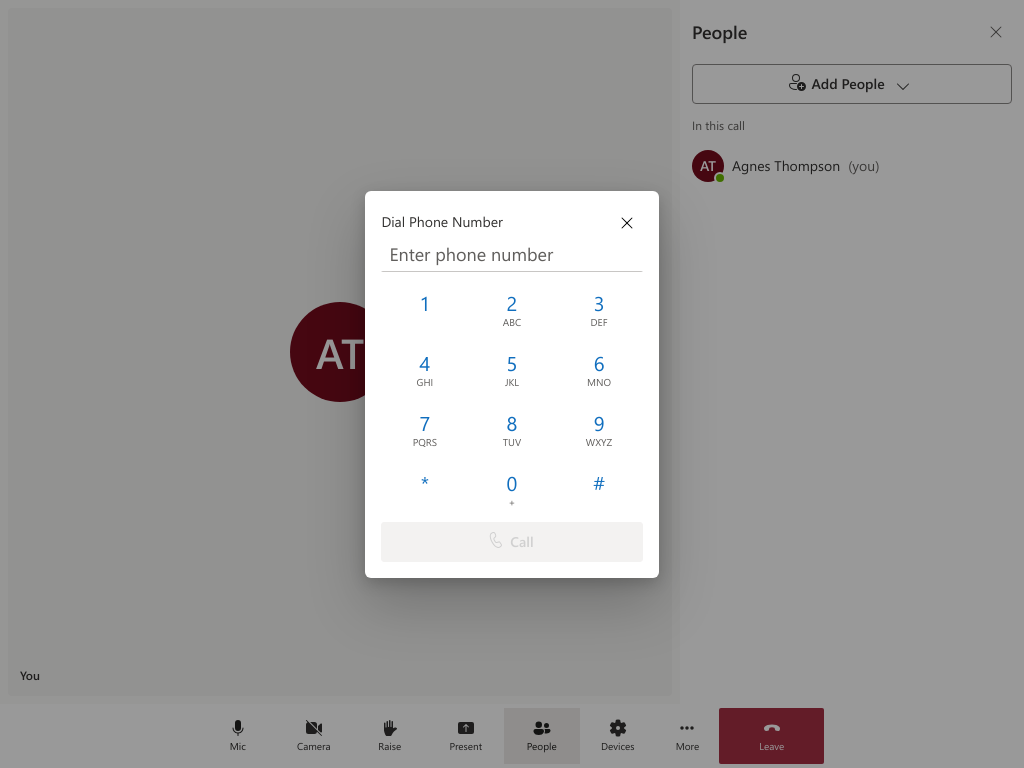 People
Add People
In this call
AT Agnes Thompson (you)
Dial Phone Number
Enter phone number
1 2 3
ABC DEF
4 5 6
GHI JKL MNO
7 8 9
PQRS TUV WXYZ
* 0 #
+
Call
AT
You
Mic Camera Raise Present People Devices More Leave